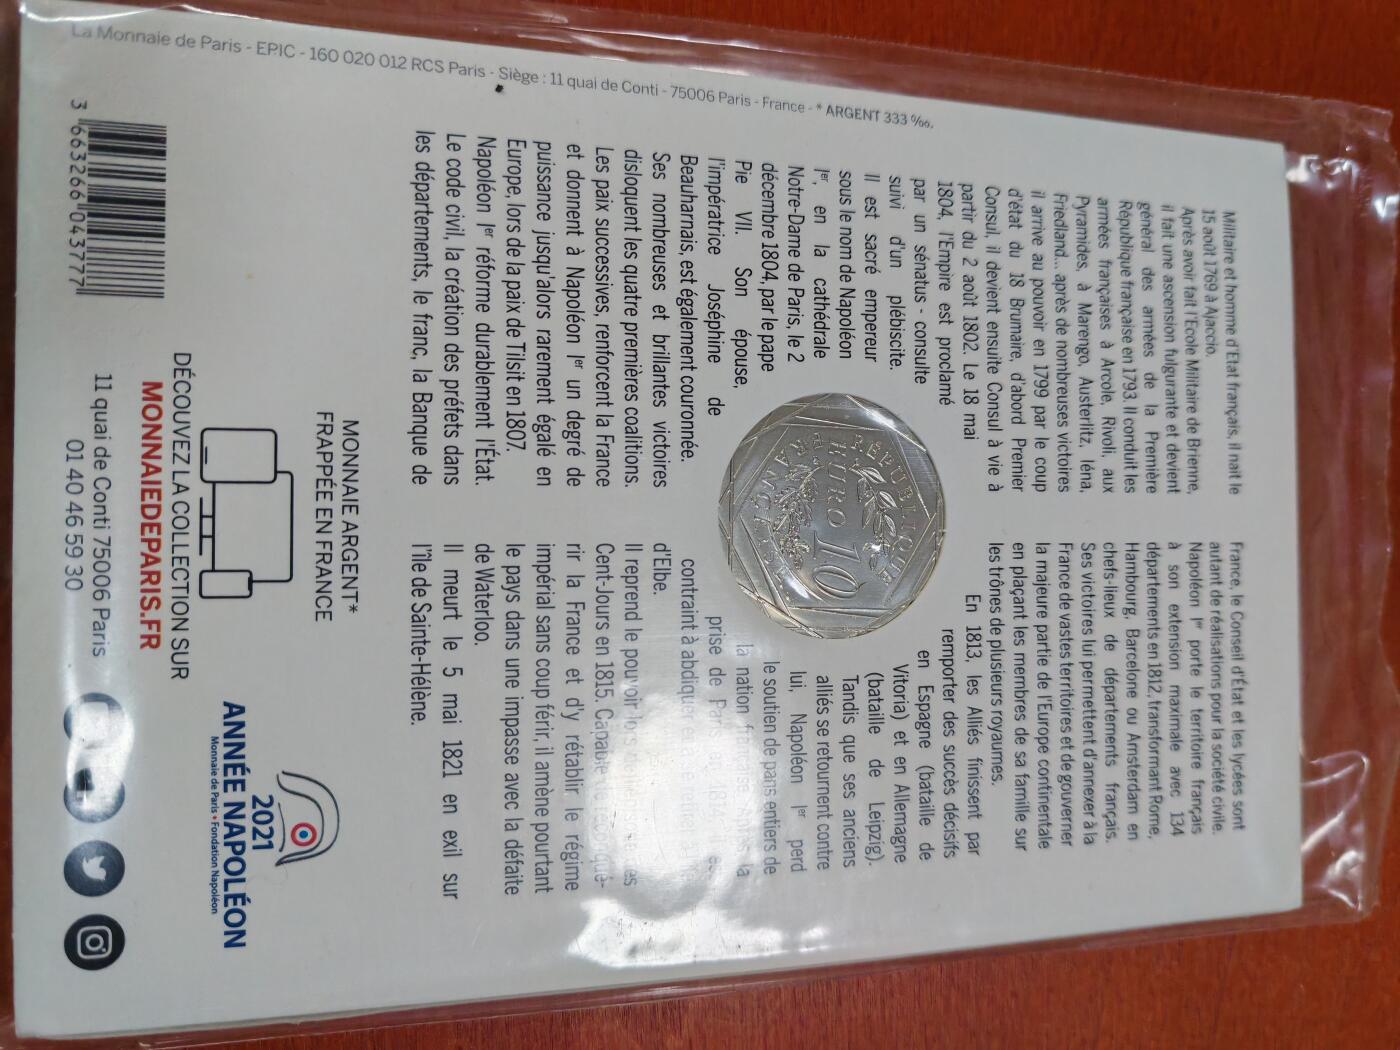 Militaire et homme d'Etat français, il nait le
15 août 1769 à Ajaccio.
Après avoir fait l'Ecole Militaire de Brienne,
il fait une ascension fulgurante et devient
général des armées de la Première
République française en 1793. Il conduit les
armées françaises à Arcole, Rivoli, aux
Pyramides, à Marengo, Austerlitz, Iéna,
Friedland... après de nombreuses victoires
il arrive au pouvoir en 1799 par le coup
d'état du 18 Brumaire, d'abord Premier
Consul, il devient ensuite Consul à vie à
partir du 2 août 1802. Le 18 mai
1804, l'Empire est proclamé
par un sénatus - consulte
suivi d'un plébiscite.
Il est sacré empereur
sous le nom de Napoléon
Ier, en la cathédrale
Notre-Dame de Paris, le 2
décembre 1804, par le pape
Pie VII. Son épouse,
l'impératrice Joséphine de
Beauharnais, est également couronnée.
Ses nombreuses et brillantes victoires
disloquent les quatre premières coalitions.
Les paix successives, renforcent la France
et donnent à Napoléon Ier un degré de
puissance jusqu'alors rarement égalé en
Europe, lors de la paix de Tilsit en 1807.
Napoléon Ier réforme durablement l'État.
Le code civil, la création des préfets dans
les départements, le franc, la Banque de
France, le Conseil d'État et les lycées sont
autant de réalisations pour la société civile.
Napoléon Ier porte le territoire français
à son extension maximale avec 134
départements en 1812, transformant Rome,
Hambourg, Barcelone ou Amsterdam en
chefs-lieux de départements français.
Ses victoires lui permettent d'annexer à la
France de vastes territoires et de gouverner
la majeure partie de l'Europe continentale
en plaçant les membres de sa famille sur
les trônes de plusieurs royaumes.
En 1813, les Alliés finissent par
remporter des succès décisifs
en Espagne (bataille de
Vitoria) et en Allemagne
(bataille de Leipzig).
Tandis que ses anciens
alliés se retournent contre
lui, Napoléon Ier perd
le soutien de pans entiers de
la nation française. Après la
prise de Paris en 1814, il est
contraint à abdiquer
d'Elbe.
Il reprend le pouvoir lors
Cent-Jours en 1815. Capable
rir la France et d'y rétablir le régime
impérial sans coup férir, il amène pourtant
le pays dans une impasse avec la défaite
de Waterloo.
Il meurt le 5 mai 1821 en exil sur
l'île de Sainte-Hélène.
RÉPUBLIQUE FRANÇAISE
10 EURO
MONNAIE ARGENT*
FRAPPÉE EN FRANCE
DÉCOUVEZ LA COLLECTION SUR
MONNAIEDEPARIS.FR
11 quai de Conti 75006 Paris
01 40 46 59 30
2021
ANNÉE NAPOLÉON
Monnaie de Paris • Fondation Napoléon
3 663266 043777
La Monnaie de Paris - EPIC - 160 020 012 RCS Paris - Siège : 11 quai de Conti - 75006 Paris - France - * ARGENT 333 ‰.